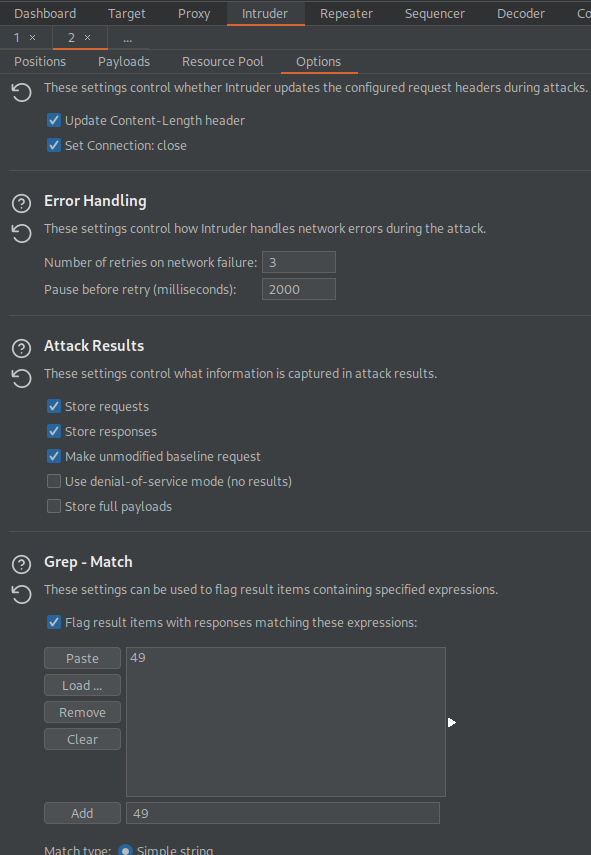 Dashboard Target Proxy Intruder Repeater Sequencer Decoder Co
1 × 2 × ...
Positions Payloads Resource Pool Options
These settings control whether Intruder updates the configured request headers during attacks.
Update Content-Length header
Set Connection: close
Error Handling
These settings control how Intruder handles network errors during the attack.
Number of retries on network failure: 3
Pause before retry (milliseconds): 2000
Attack Results
These settings control what information is captured in attack results.
Store requests
Store responses
Make unmodified baseline request
Use denial-of-service mode (no results)
Store full payloads
Grep - Match
These settings can be used to flag result items containing specified expressions.
Flag result items with responses matching these expressions:
Paste 49
Load ...
Remove
Clear
Add 49
Match type: Simple string